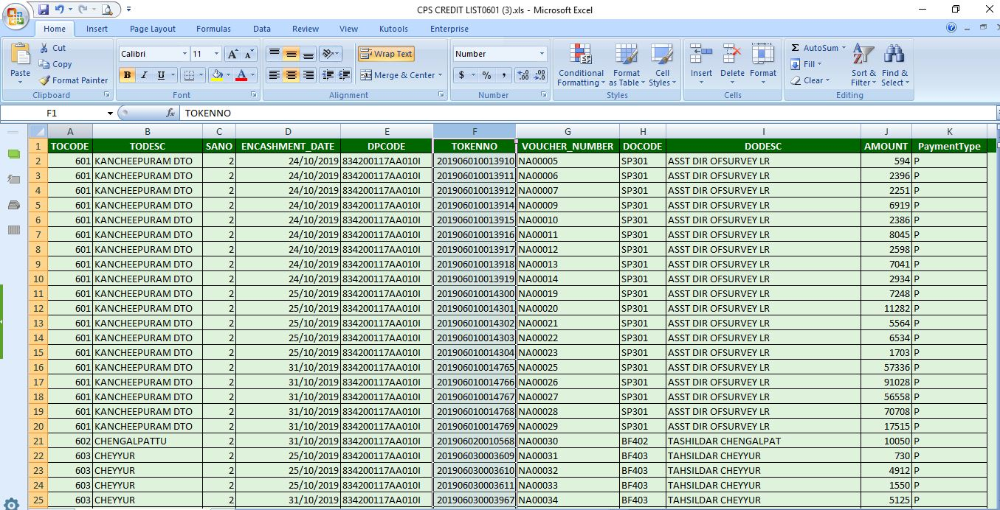 CPS CREDIT LIST0601 (3).xls - Microsoft Excel
Home Insert Page Layout Formulas Data Review View Kutools Enterprise
Paste Cut Copy Format Painter Clipboard
Calibri 11 B I U Font
Wrap Text Merge & Center Alignment
Number $ % , Number
Conditional Formatting Format as Table Cell Styles Styles
Insert Delete Format Cells
Σ AutoSum Fill Clear Sort & Filter Find & Select Editing
F1 fx TOKENNO
A B C D E F G H I J K
1 TOCODE TODESC SANO ENCASHMENT_DATE DPCODE TOKENNO VOUCHER_NUMBER DOCODE DODESC AMOUNT PaymentType
2 601 KANCHEEPURAM DTO 2 24/10/2019 834200117AA010I 201906010013910 NA00005 SP301 ASST DIR OFSURVEY LR 594 P
3 601 KANCHEEPURAM DTO 2 24/10/2019 834200117AA010I 201906010013911 NA00006 SP301 ASST DIR OFSURVEY LR 2396 P
4 601 KANCHEEPURAM DTO 2 24/10/2019 834200117AA010I 201906010013912 NA00007 SP301 ASST DIR OFSURVEY LR 2251 P
5 601 KANCHEEPURAM DTO 2 24/10/2019 834200117AA010I 201906010013914 NA00009 SP301 ASST DIR OFSURVEY LR 6919 P
6 601 KANCHEEPURAM DTO 2 24/10/2019 834200117AA010I 201906010013915 NA00010 SP301 ASST DIR OFSURVEY LR 2386 P
7 601 KANCHEEPURAM DTO 2 24/10/2019 834200117AA010I 201906010013916 NA00011 SP301 ASST DIR OFSURVEY LR 8045 P
8 601 KANCHEEPURAM DTO 2 24/10/2019 834200117AA010I 201906010013917 NA00012 SP301 ASST DIR OFSURVEY LR 2598 P
9 601 KANCHEEPURAM DTO 2 24/10/2019 834200117AA010I 201906010013918 NA00013 SP301 ASST DIR OFSURVEY LR 7041 P
10 601 KANCHEEPURAM DTO 2 24/10/2019 834200117AA010I 201906010013919 NA00014 SP301 ASST DIR OFSURVEY LR 2934 P
11 601 KANCHEEPURAM DTO 2 25/10/2019 834200117AA010I 201906010014300 NA00019 SP301 ASST DIR OFSURVEY LR 7248 P
12 601 KANCHEEPURAM DTO 2 25/10/2019 834200117AA010I 201906010014301 NA00020 SP301 ASST DIR OFSURVEY LR 11282 P
13 601 KANCHEEPURAM DTO 2 25/10/2019 834200117AA010I 201906010014302 NA00021 SP301 ASST DIR OFSURVEY LR 5564 P
14 601 KANCHEEPURAM DTO 2 25/10/2019 834200117AA010I 201906010014303 NA00022 SP301 ASST DIR OFSURVEY LR 6534 P
15 601 KANCHEEPURAM DTO 2 25/10/2019 834200117AA010I 201906010014304 NA00023 SP301 ASST DIR OFSURVEY LR 1703 P
16 601 KANCHEEPURAM DTO 2 31/10/2019 834200117AA010I 201906010014765 NA00025 SP301 ASST DIR OFSURVEY LR 57336 P
17 601 KANCHEEPURAM DTO 2 31/10/2019 834200117AA010I 201906010014766 NA00026 SP301 ASST DIR OFSURVEY LR 91028 P
18 601 KANCHEEPURAM DTO 2 31/10/2019 834200117AA010I 201906010014767 NA00027 SP301 ASST DIR OFSURVEY LR 56558 P
19 601 KANCHEEPURAM DTO 2 31/10/2019 834200117AA010I 201906010014768 NA00028 SP301 ASST DIR OFSURVEY LR 70708 P
20 601 KANCHEEPURAM DTO 2 31/10/2019 834200117AA010I 201906010014769 NA00029 SP301 ASST DIR OFSURVEY LR 17515 P
21 602 CHENGALPATTU 2 31/10/2019 834200117AA010I 201906020010568 NA00030 BF402 TASHILDAR CHENGALPAT 10050 P
22 603 CHEYYUR 2 25/10/2019 834200117AA010I 201906030003609 NA00031 BF403 TAHSILDAR CHEYYUR 730 P
23 603 CHEYYUR 2 25/10/2019 834200117AA010I 201906030003610 NA00032 BF403 TAHSILDAR CHEYYUR 4912 P
24 603 CHEYYUR 2 25/10/2019 834200117AA010I 201906030003611 NA00033 BF403 TAHSILDAR CHEYYUR 1550 P
25 603 CHEYYUR 2 31/10/2019 834200117AA010I 201906030003967 NA00034 BF403 TAHSILDAR CHEYYUR 5125 P